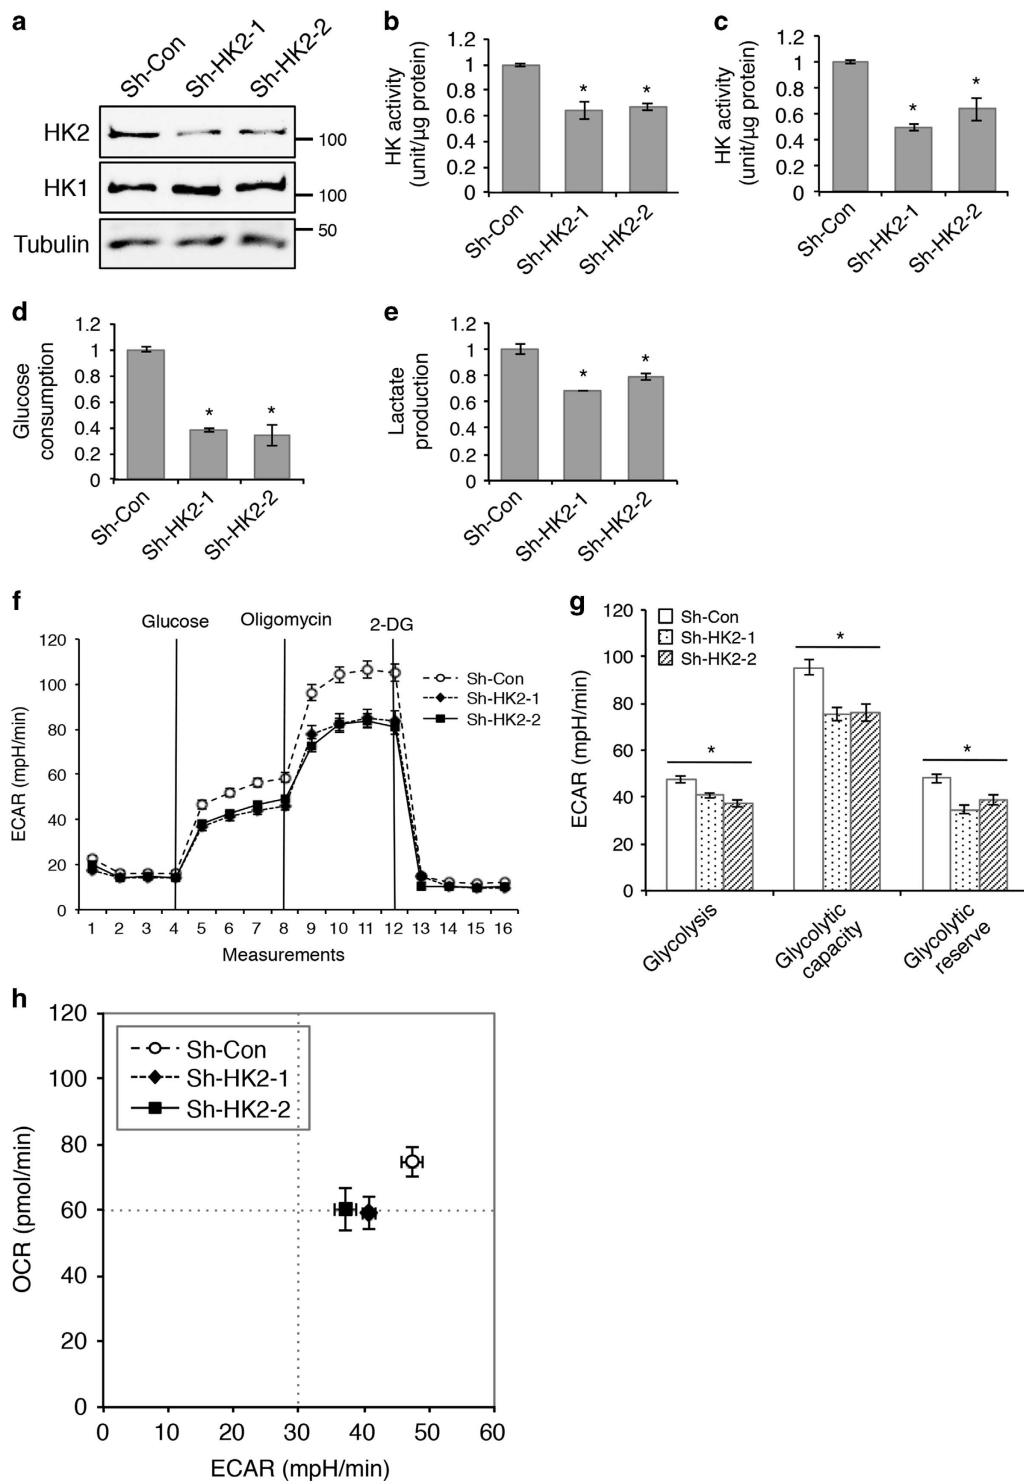 a
Sh-Con
Sh-HK2-1
Sh-HK2-2
HK2
100
HK1
100
Tubulin
50
b
HK activity
(unit/µg protein)
1.2
1
0.8
0.6
0.4
0.2
0
*
*
Sh-Con
Sh-HK2-1
Sh-HK2-2
c
HK activity
(unit/µg protein)
1.2
1
0.8
0.6
0.4
0.2
0
*
*
Sh-Con
Sh-HK2-1
Sh-HK2-2
d
Glucose
consumption
1.2
1
0.8
0.6
0.4
0.2
0
*
*
Sh-Con
Sh-HK2-1
Sh-HK2-2
e
Lactate
production
1.2
1
0.8
0.6
0.4
0.2
0
*
*
Sh-Con
Sh-HK2-1
Sh-HK2-2
f
Glucose
Oligomycin
2-DG
ECAR (mpH/min)
120
100
80
60
40
20
0
Sh-Con
Sh-HK2-1
Sh-HK2-2
1 2 3 4 5 6 7 8 9 10 11 12 13 14 15 16
Measurements
g
ECAR (mpH/min)
120
100
80
60
40
20
0
Sh-Con
Sh-HK2-1
Sh-HK2-2
*
*
*
Glycolysis
Glycolytic
capacity
Glycolytic
reserve
h
OCR (pmol/min)
120
100
80
60
40
20
0
Sh-Con
Sh-HK2-1
Sh-HK2-2
0 10 20 30 40 50 60
ECAR (mpH/min)